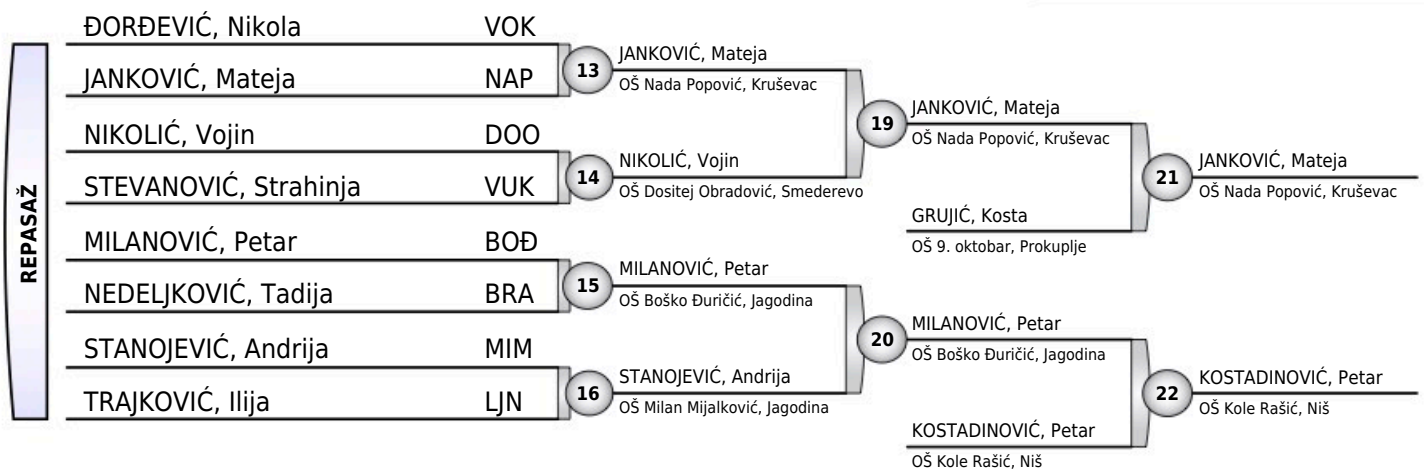 REPASAŽ
ĐORĐEVIĆ, Nikola VOK
JANKOVIĆ, Mateja NAP
NIKOLIĆ, Vojin DOO
STEVANOVIĆ, Strahinja VUK
MILANOVIĆ, Petar BOĐ
NEDELJKOVIĆ, Tadija BRA
STANOJEVIĆ, Andrija MIM
TRAJKOVIĆ, Ilija LJN
13
JANKOVIĆ, Mateja
OŠ Nada Popović, Kruševac
14
NIKOLIĆ, Vojin
OŠ Dositej Obradović, Smederevo
15
MILANOVIĆ, Petar
OŠ Boško Đuričić, Jagodina
16
STANOJEVIĆ, Andrija
OŠ Milan Mijalković, Jagodina
19
JANKOVIĆ, Mateja
OŠ Nada Popović, Kruševac
GRUJIĆ, Kosta
OŠ 9. oktobar, Prokuplje
20
MILANOVIĆ, Petar
OŠ Boško Đuričić, Jagodina
KOSTADINOVIĆ, Petar
OŠ Kole Rašić, Niš
21
JANKOVIĆ, Mateja
OŠ Nada Popović, Kruševac
22
KOSTADINOVIĆ, Petar
OŠ Kole Rašić, Niš